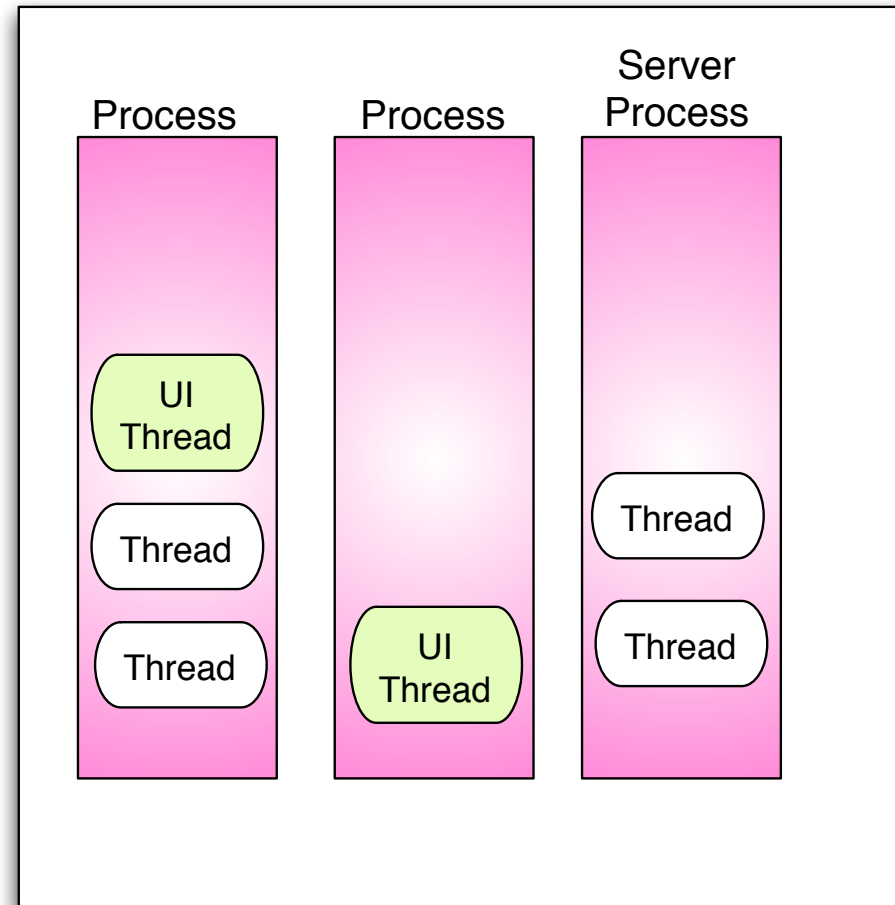 Process
Process
Server
Process
UI
Thread
Thread
Thread
UI
Thread
Thread
Thread